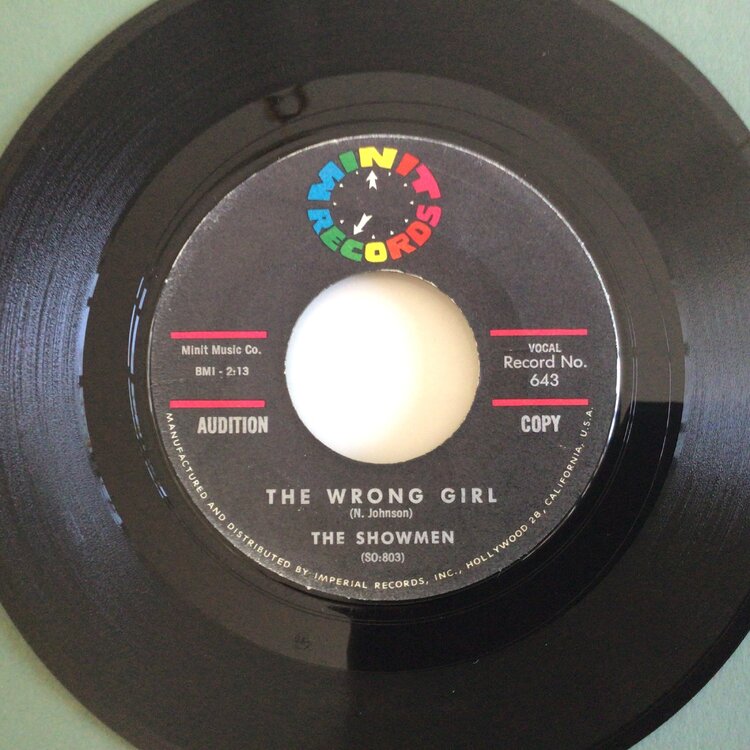 MINIT
RECORDS
Minit Music Co.
BMI - 2:13
VOCAL
Record No.
643
AUDITION
COPY
THE WRONG GIRL
(N. Johnson)
THE SHOWMEN
(SO:803)
MANUFACTURED AND DISTRIBUTED BY IMPERIAL RECORDS, INC., HOLLYWOOD 28, CALIFORNIA, U.S.A.